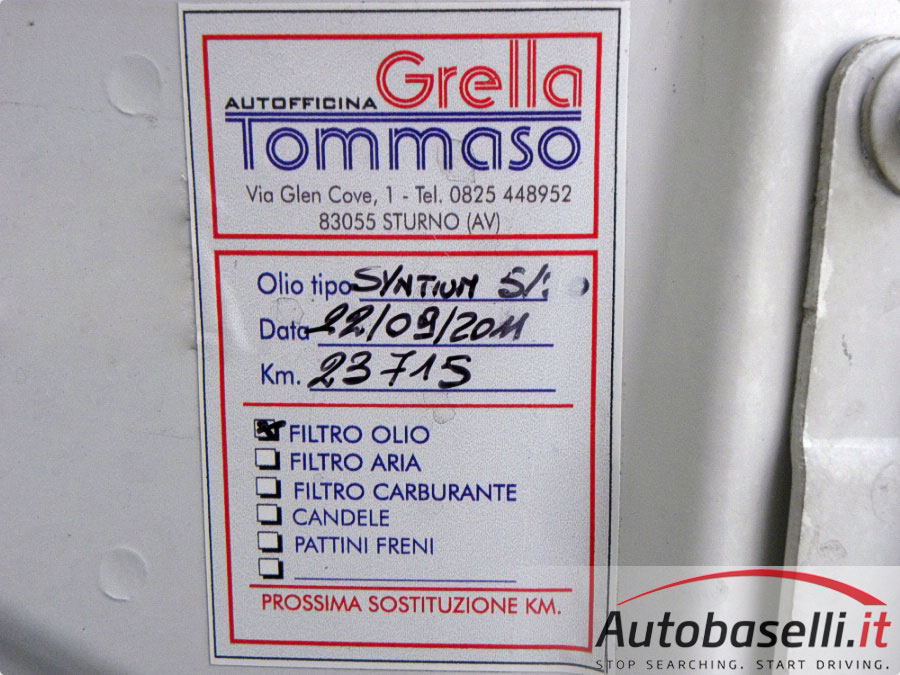 Grella
AUTOFFICINA
Tommaso
Via Glen Cove, 1 - Tel. 0825 448952
83055 STURNO (AV)
Olio tipo SYNTIUM
Data 22/09/2011
Km. 23715
FILTRO OLIO
FILTRO ARIA
FILTRO CARBURANTE
CANDELE
PATTINI FRENI
PROSSIMA SOSTITUZIONE KM.
Autobaselli.it
STOP SEARCHING. START DRIVING.